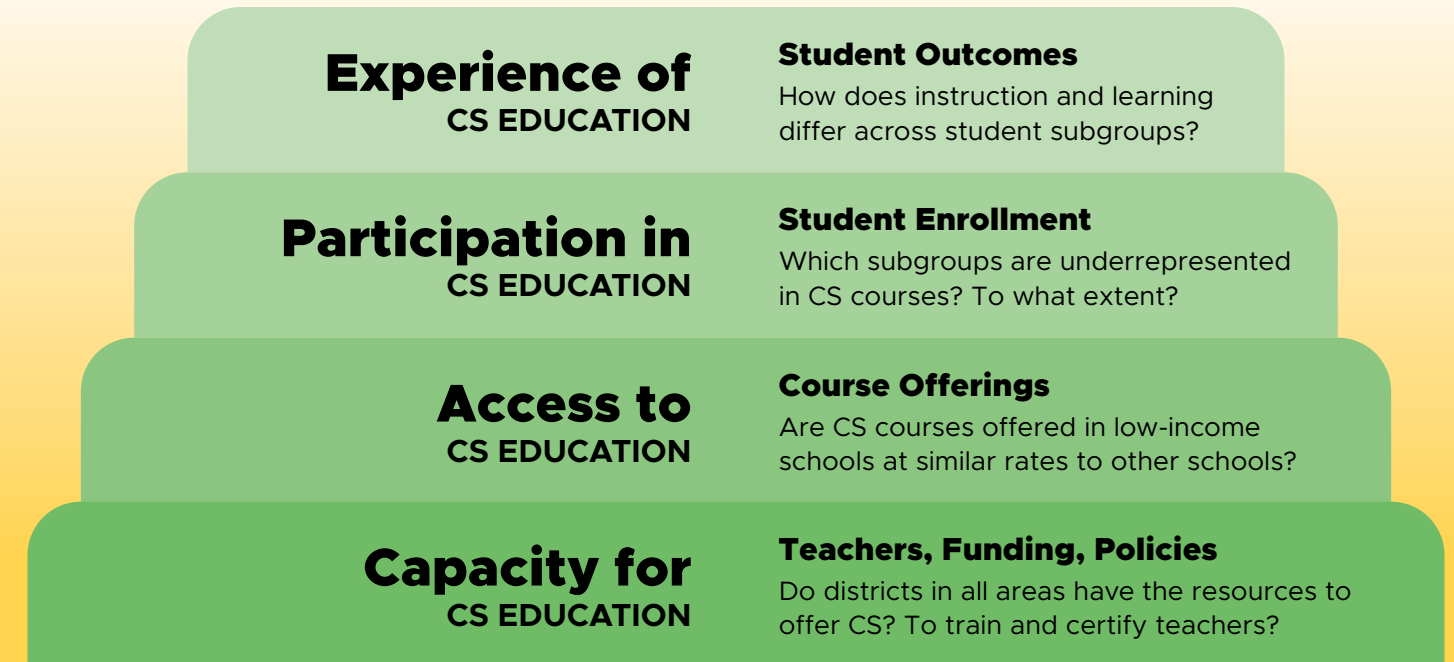 Experience of
CS EDUCATION
Student Outcomes
How does instruction and learning
differ across student subgroups?
Participation in
CS EDUCATION
Student Enrollment
Which subgroups are underrepresented
in CS courses? To what extent?
Access to
CS EDUCATION
Course Offerings
Are CS courses offered in low-income
schools at similar rates to other schools?
Capacity for
CS EDUCATION
Teachers, Funding, Policies
Do districts in all areas have the resources to
offer CS? To train and certify teachers?